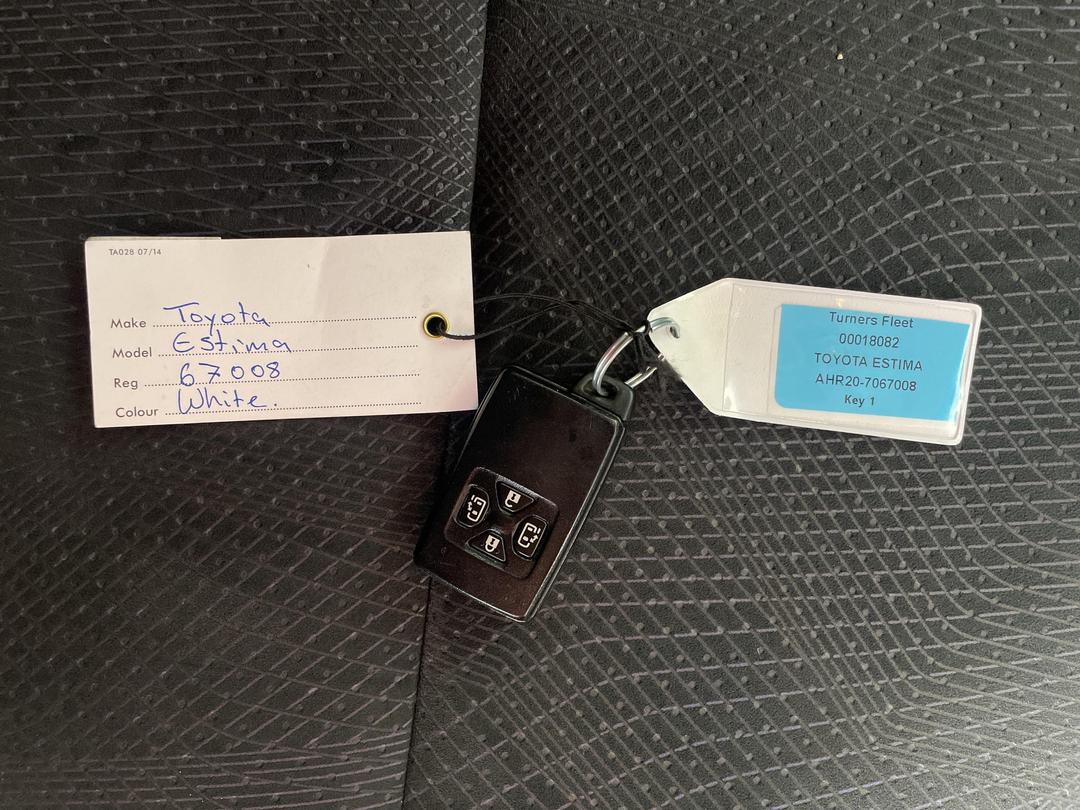 TA028 07/14
Make Toyota
Model Estima
Reg 67008
Colour White.
Turners Fleet
00018082
TOYOTA ESTIMA
AHR20-7067008
Key 1